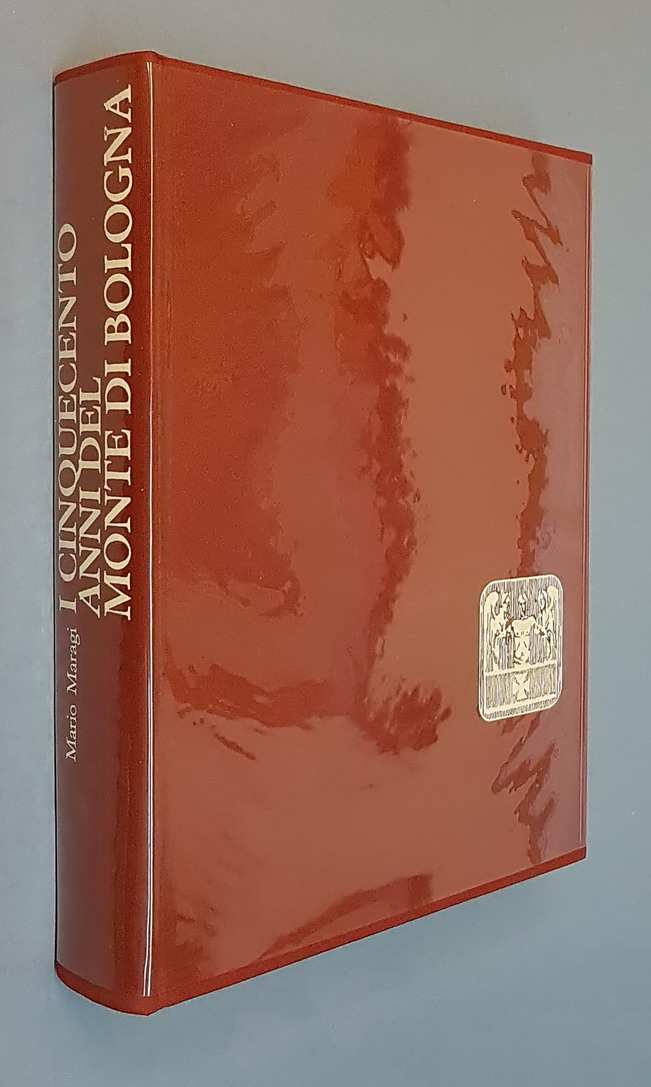 Mario Maragi
I CINQUECENTO
ANNI DEL
MONTE DI BOLOGNA